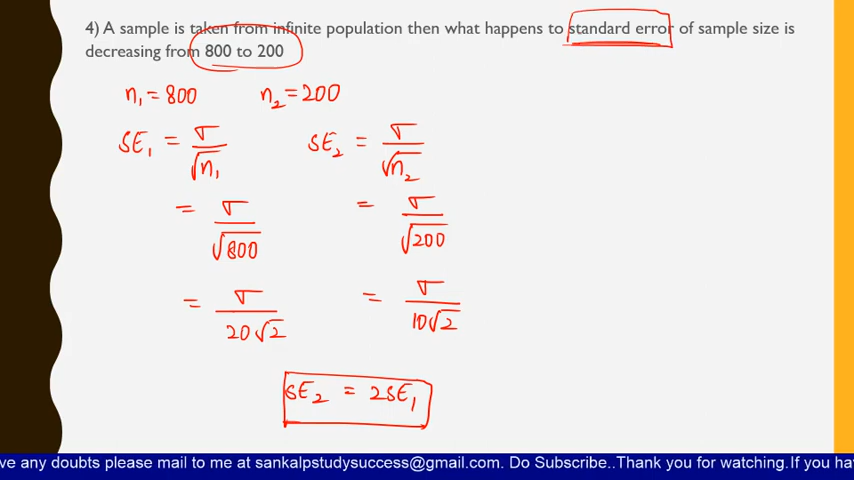 4) A sample is taken from infinite population then what happens to standard error of sample size is
decreasing from 800 to 200
n₁ = 800 n₂ = 200
SE₁ = σ/√n₁ SE₂ = σ/√n₂
= σ/√800 = σ/√200
= σ/20√2 = σ/10√2
SE₂ = 2SE₁
ve any doubts please mail to me at sankalpstudysuccess@gmail.com. Do Subscribe..Thank you for watching.If you ha